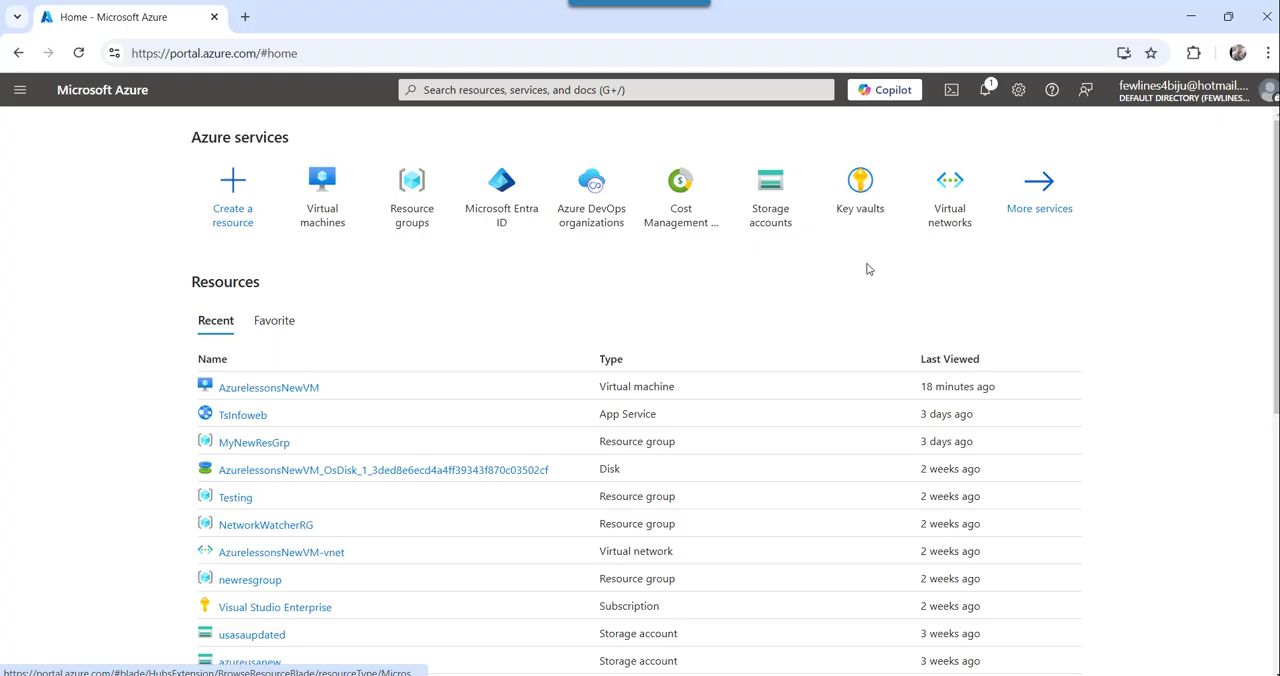 Home - Microsoft Azure
https://portal.azure.com/#home
Microsoft Azure
Search resources, services, and docs (G+/)
Copilot
1
fewlines4biju@hotmail....
DEFAULT DIRECTORY (FEWLINES...
Azure services
Create a resource
Virtual machines
Resource groups
Microsoft Entra ID
Azure DevOps organizations
Cost Management ...
Storage accounts
Key vaults
Virtual networks
More services
Resources
Recent Favorite
Name Type Last Viewed
AzurelessonsNewVM Virtual machine 18 minutes ago
TsInfoweb App Service 3 days ago
MyNewResGrp Resource group 3 days ago
AzurelessonsNewVM_OsDisk_1_3ded8e6ecd4a4ff39343f870c03502cf Disk 2 weeks ago
Testing Resource group 2 weeks ago
NetworkWatcherRG Resource group 2 weeks ago
AzurelessonsNewVM-vnet Virtual network 2 weeks ago
newresgroup Resource group 2 weeks ago
Visual Studio Enterprise Subscription 2 weeks ago
usasaupdated Storage account 3 weeks ago
azureusanew Storage account 3 weeks ago
https://portal.azure.com/#blade/HubsExtension/BrowseResourceBlade/resourceType/Micros...